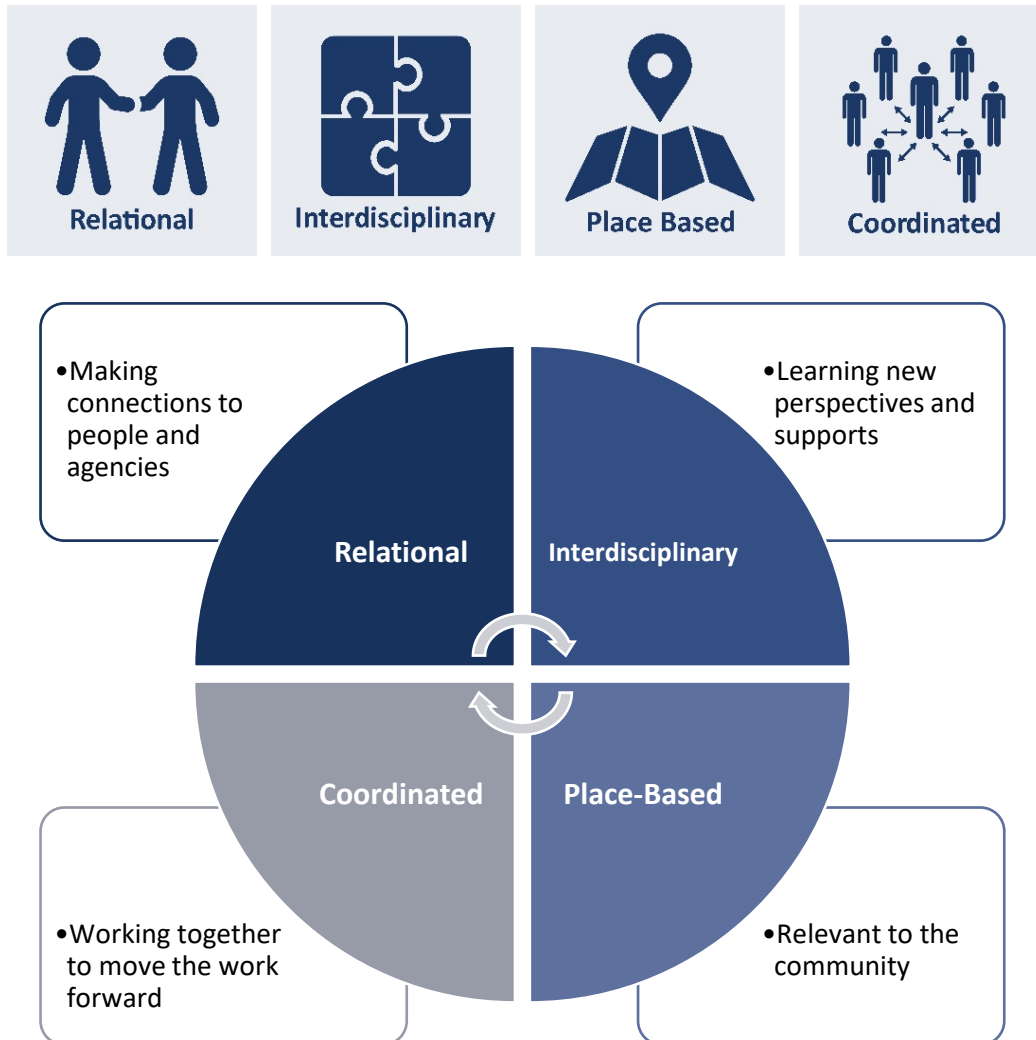 Relational
Interdisciplinary
Place Based
Coordinated
•Making
connections to
people and
agencies
•Learning new
perspectives and
supports
Relational
Interdisciplinary
Coordinated
Place-Based
•Working together
to move the work
forward
•Relevant to the
community